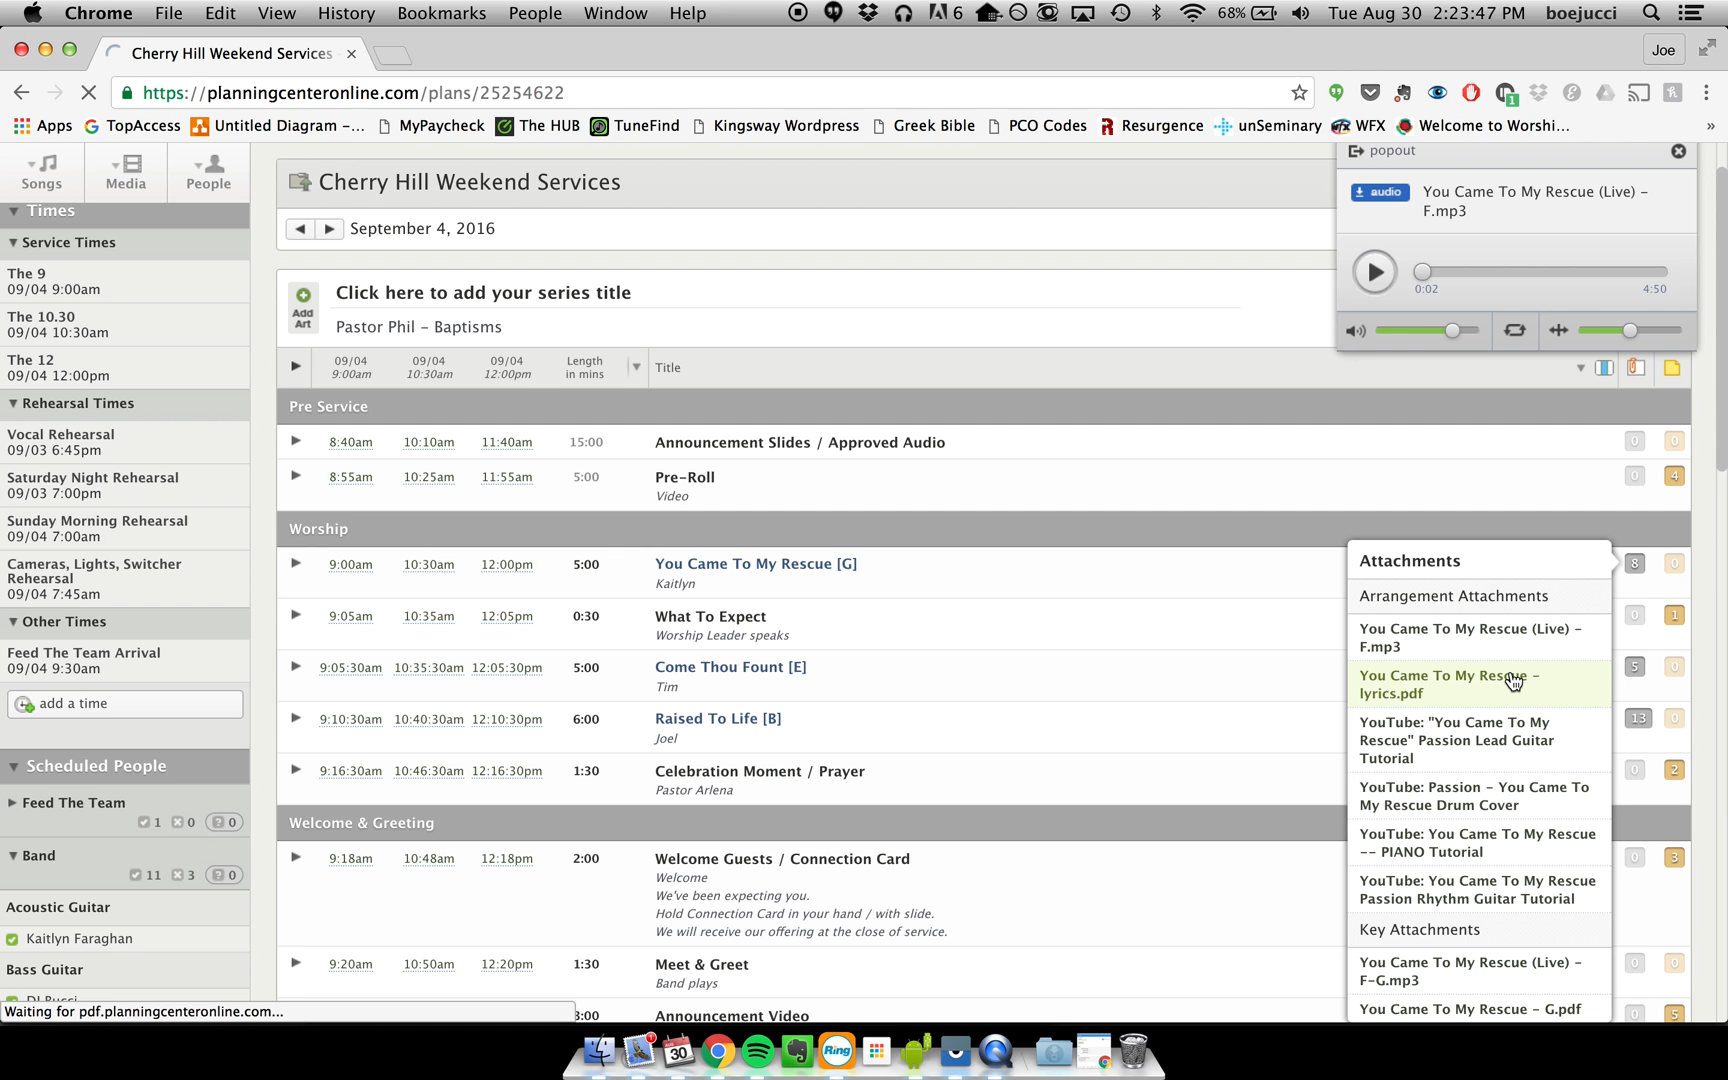 Chrome File Edit View History Bookmarks People Window Help 6 68% Tue Aug 30 2:23:47 PM boejucci
Cherry Hill Weekend Services Joe
https://planningcenteronline.com/plans/25254622
Apps TopAccess Untitled Diagram -... MyPaycheck The HUB TuneFind Kingsway Wordpress Greek Bible PCO Codes Resurgence unSeminary WFX Welcome to Worshi... »
Songs Media People
Times
Service Times
The 9
09/04 9:00am
The 10.30
09/04 10:30am
The 12
09/04 12:00pm
Rehearsal Times
Vocal Rehearsal
09/03 6:45pm
Saturday Night Rehearsal
09/03 7:00pm
Sunday Morning Rehearsal
09/04 7:00am
Cameras, Lights, Switcher
Rehearsal
09/04 7:45am
Other Times
Feed The Team Arrival
09/04 9:30am
add a time
Scheduled People
Feed The Team
1 0 ? 0
Band
11 3 ? 0
Acoustic Guitar
Kaitlyn Faraghan
Bass Guitar
Waiting for pdf.planningcenteronline.com...
Cherry Hill Weekend Services
September 4, 2016
Add
Art
Click here to add your series title
Pastor Phil – Baptisms
09/04 09/04 09/04 Length
9:00am 10:30am 12:00pm in mins Title
Pre Service
8:40am 10:10am 11:40am 15:00 Announcement Slides / Approved Audio 0 0
8:55am 10:25am 11:55am 5:00 Pre-Roll 0 4
Video
Worship
9:00am 10:30am 12:00pm 5:00 You Came To My Rescue [G] 8 0
Kaitlyn
9:05am 10:35am 12:05pm 0:30 What To Expect 0 1
Worship Leader speaks
9:05:30am 10:35:30am 12:05:30pm 5:00 Come Thou Fount [E] 5 0
Tim
9:10:30am 10:40:30am 12:10:30pm 6:00 Raised To Life [B] 13 0
Joel
9:16:30am 10:46:30am 12:16:30pm 1:30 Celebration Moment / Prayer 0 2
Pastor Arlena
Welcome & Greeting
9:18am 10:48am 12:18pm 2:00 Welcome Guests / Connection Card 0 3
Welcome
We've been expecting you.
Hold Connection Card in your hand / with slide.
We will receive our offering at the close of service.
9:20am 10:50am 12:20pm 1:30 Meet & Greet 0 0
Band plays
3:00 Announcement Video 0 5
popout
audio You Came To My Rescue (Live) –
F.mp3
0:02 4:50
Attachments
Arrangement Attachments
You Came To My Rescue (Live) –
F.mp3
You Came To My Rescue –
lyrics.pdf
YouTube: "You Came To My
Rescue" Passion Lead Guitar
Tutorial
YouTube: Passion – You Came To
My Rescue Drum Cover
YouTube: You Came To My Rescue
–– PIANO Tutorial
YouTube: You Came To My Rescue
Passion Rhythm Guitar Tutorial
Key Attachments
You Came To My Rescue (Live) –
F-G.mp3
You Came To My Rescue – G.pdf
30 Ring